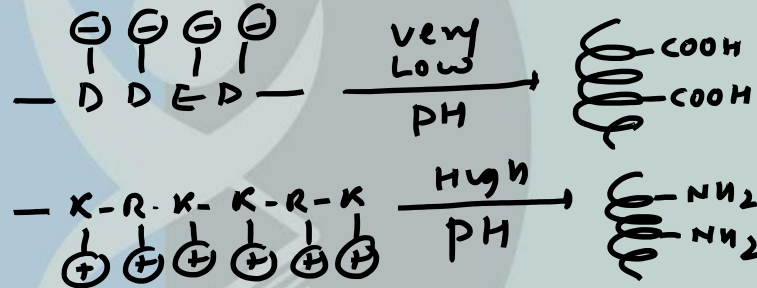 ⊖ ⊖ ⊖ ⊖
— D D E D — very Low PH COOH
COOH
— K-R-K-K-R-K High PH NH2
NH2
⊕ ⊕ ⊕ ⊕ ⊕ ⊕